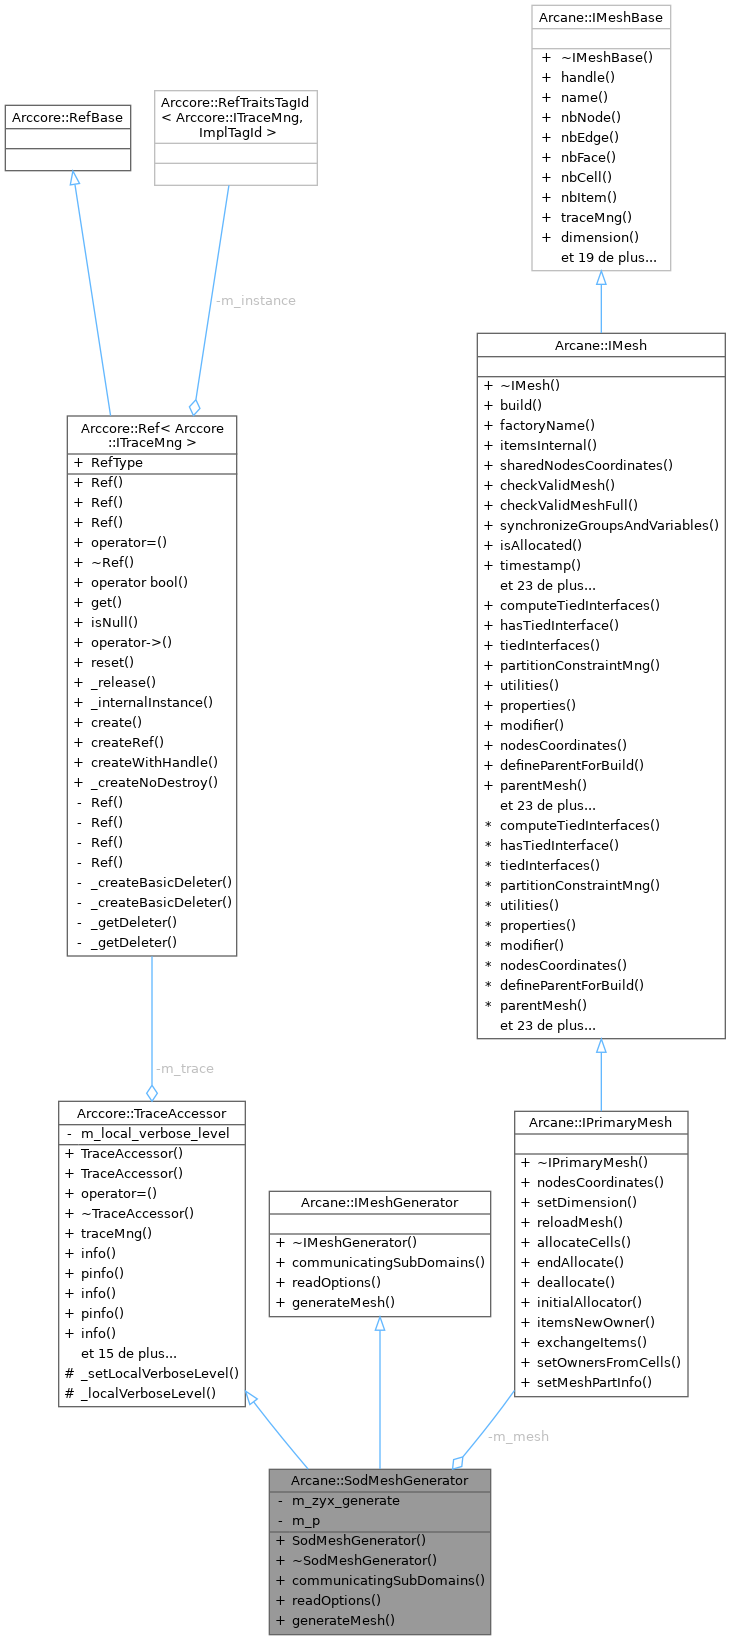 Arcane::IMeshBase
+ ~IMeshBase()
+ handle()
+ name()
+ nbNode()
+ nbEdge()
+ nbFace()
+ nbCell()
+ nbItem()
+ traceMng()
+ dimension()
et 19 de plus...
Arccore::RefBase
Arccore::RefTraitsTagId
< Arccore::ITraceMng,
ImplTagId >
-m_instance
Arcane::IMesh
+ ~IMesh()
+ build()
+ factoryName()
+ itemsInternal()
+ sharedNodesCoordinates()
+ checkValidMesh()
+ checkValidMeshFull()
+ synchronizeGroupsAndVariables()
+ isAllocated()
+ timestamp()
et 23 de plus...
+ computeTiedInterfaces()
+ hasTiedInterface()
+ tiedInterfaces()
+ partitionConstraintMng()
+ utilities()
+ properties()
+ modifier()
+ nodesCoordinates()
+ defineParentForBuild()
+ parentMesh()
et 23 de plus...
* computeTiedInterfaces()
* hasTiedInterface()
* tiedInterfaces()
* partitionConstraintMng()
* utilities()
* properties()
* modifier()
* nodesCoordinates()
* defineParentForBuild()
* parentMesh()
et 23 de plus...
Arccore::Ref< Arccore
::ITraceMng >
+ RefType
+ Ref()
+ Ref()
+ Ref()
+ operator=()
+ ~Ref()
+ operator bool()
+ get()
+ isNull()
+ operator->()
+ reset()
+ _release()
+ _internalInstance()
+ create()
+ createRef()
+ createWithHandle()
+ _createNoDestroy()
- Ref()
- Ref()
- Ref()
- Ref()
- _createBasicDeleter()
- _createBasicDeleter()
- _getDeleter()
- _getDeleter()
-m_trace
Arccore::TraceAccessor
- m_local_verbose_level
+ TraceAccessor()
+ TraceAccessor()
+ operator=()
+ ~TraceAccessor()
+ traceMng()
+ info()
+ pinfo()
+ info()
+ pinfo()
+ info()
et 15 de plus...
# _setLocalVerboseLevel()
# _localVerboseLevel()
Arcane::IMeshGenerator
+ ~IMeshGenerator()
+ communicatingSubDomains()
+ readOptions()
+ generateMesh()
Arcane::IPrimaryMesh
+ ~IPrimaryMesh()
+ nodesCoordinates()
+ setDimension()
+ reloadMesh()
+ allocateCells()
+ endAllocate()
+ deallocate()
+ initialAllocator()
+ itemsNewOwner()
+ exchangeItems()
+ setOwnersFromCells()
+ setMeshPartInfo()
-m_mesh
Arcane::SodMeshGenerator
- m_zyx_generate
- m_p
+ SodMeshGenerator()
+ ~SodMeshGenerator()
+ communicatingSubDomains()
+ readOptions()
+ generateMesh()